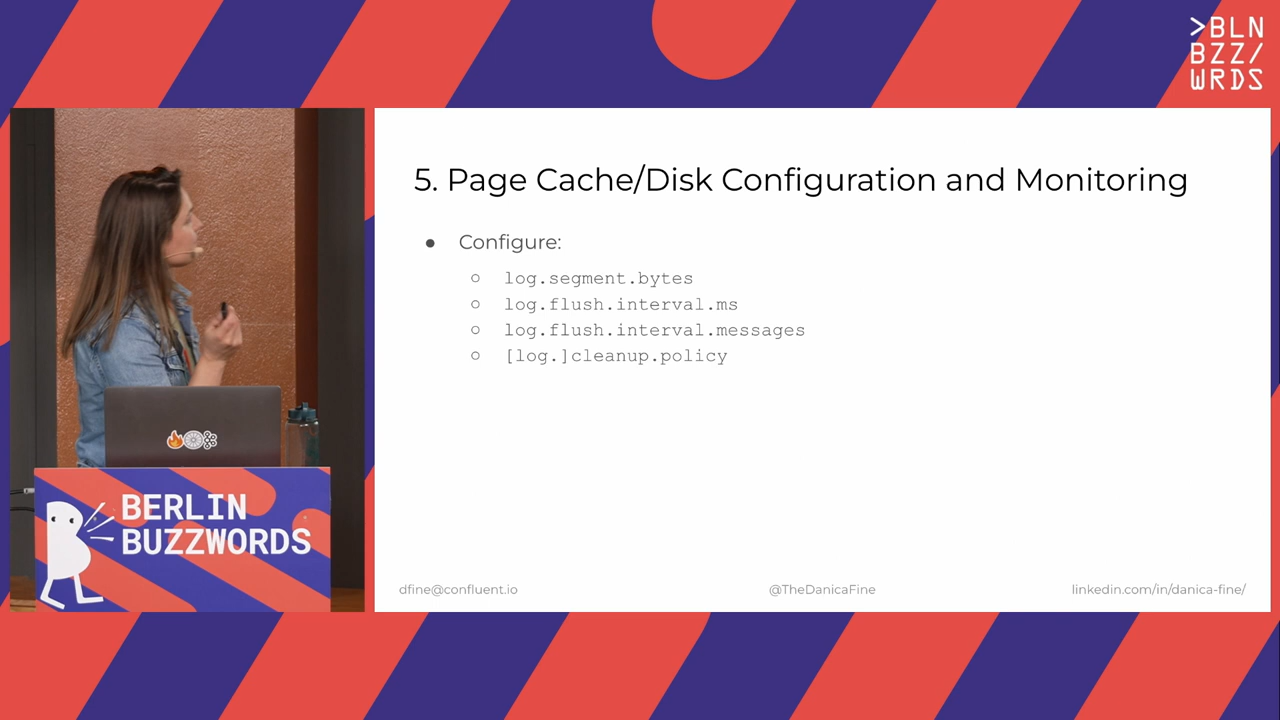 >BLN
BZZ/
WRDS
5. Page Cache/Disk Configuration and Monitoring
● Configure:
○ log.segment.bytes
○ log.flush.interval.ms
○ log.flush.interval.messages
○ [log.]cleanup.policy
BERLIN
BUZZWORDS
dfine@confluent.io
@TheDanicaFine
linkedin.com/in/danica-fine/